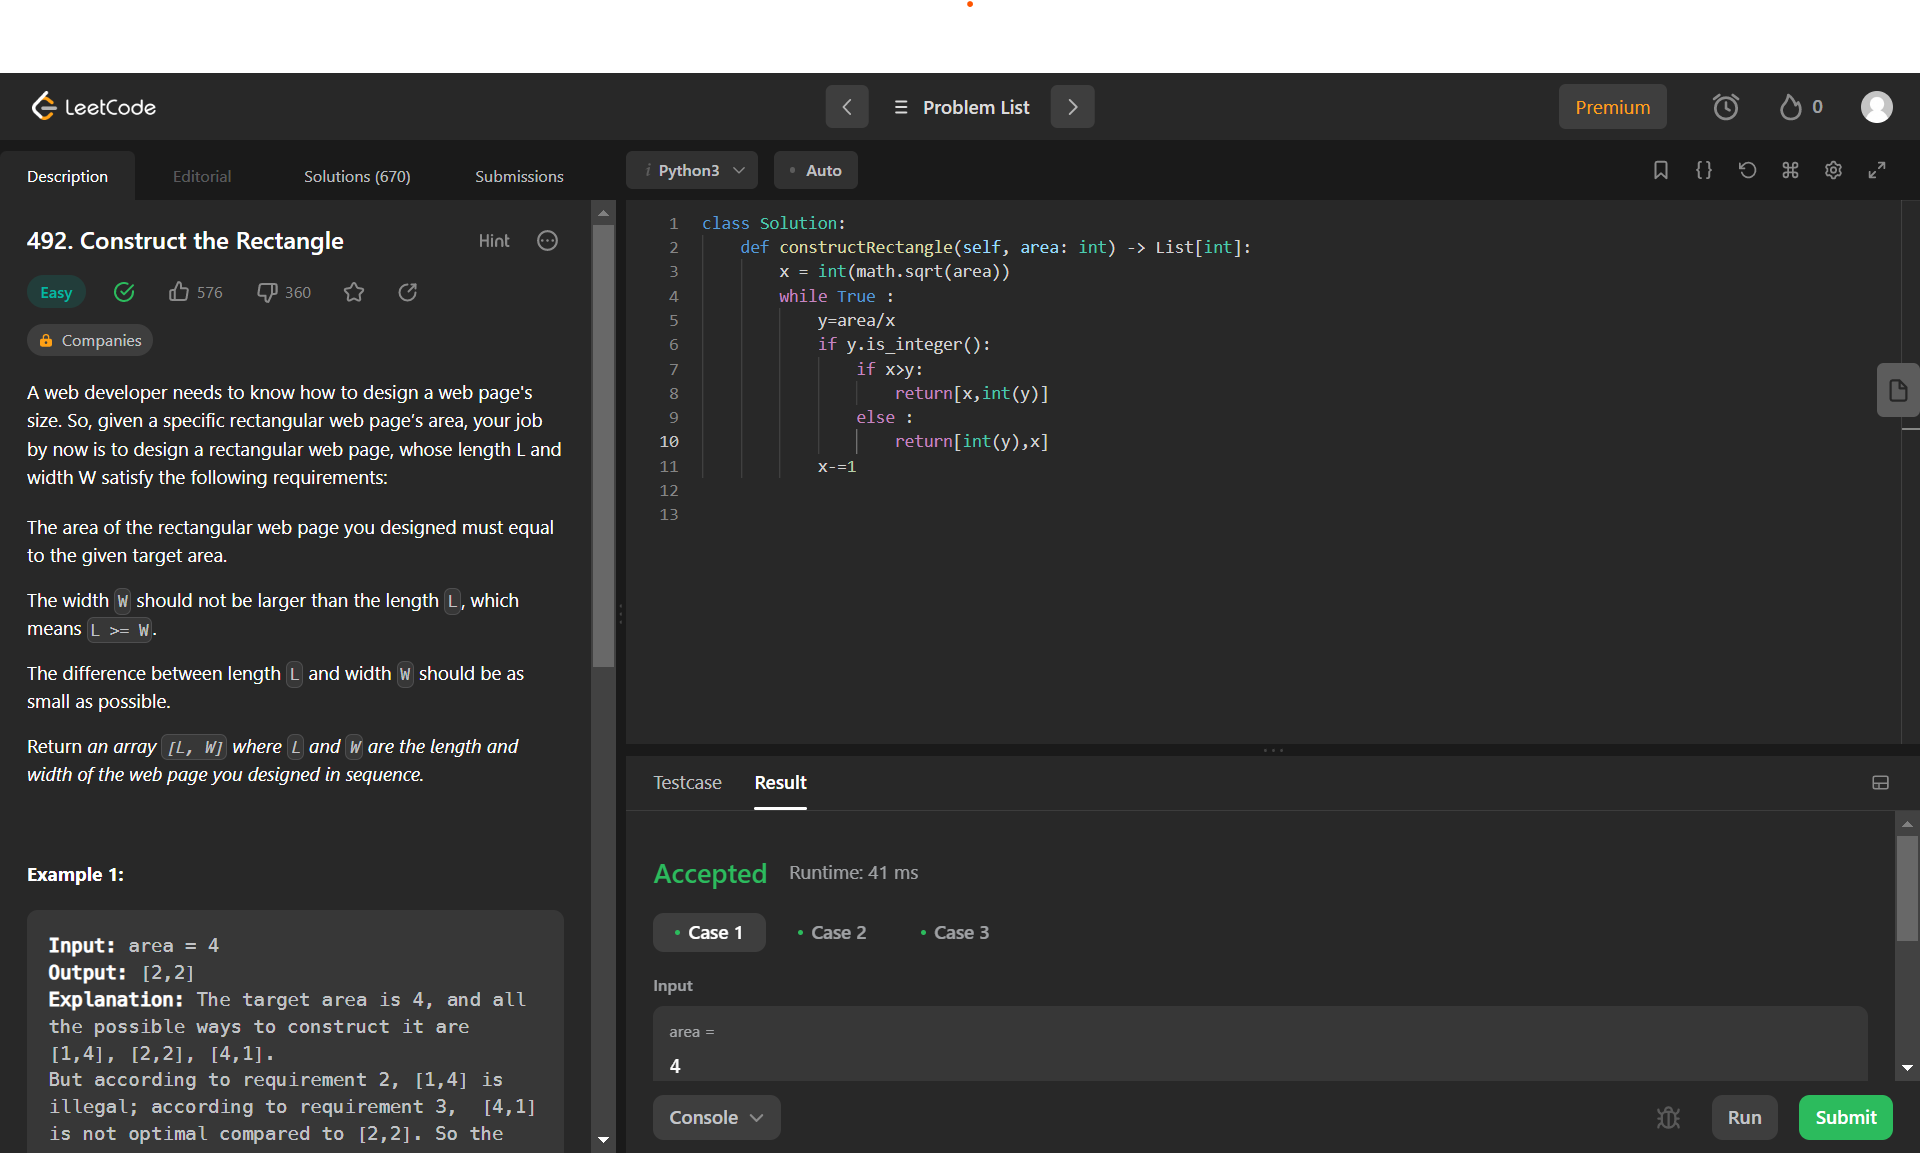 LeetCode
Problem List
Premium
0
Description
Editorial
Solutions (670)
Submissions
492. Construct the Rectangle
Hint
Easy
576
360
Companies
A web developer needs to know how to design a web page's
size. So, given a specific rectangular web page’s area, your job
by now is to design a rectangular web page, whose length L and
width W satisfy the following requirements:
The area of the rectangular web page you designed must equal
to the given target area.
The width W should not be larger than the length L, which
means L >= W.
The difference between length L and width W should be as
small as possible.
Return an array [L, W] where L and W are the length and
width of the web page you designed in sequence.
Example 1:
Input: area = 4
Output: [2,2]
Explanation: The target area is 4, and all
the possible ways to construct it are
[1,4], [2,2], [4,1].
But according to requirement 2, [1,4] is
illegal; according to requirement 3,  [4,1]
is not optimal compared to [2,2]. So the
i Python3
Auto
1 class Solution:
2     def constructRectangle(self, area: int) -> List[int]:
3         x = int(math.sqrt(area))
4         while True :
5             y=area/x
6             if y.is_integer():
7                 if x>y:
8                     return[x,int(y)]
9                 else :
10                     return[int(y),x]
11             x-=1
12
13
Testcase
Result
Accepted
Runtime: 41 ms
Case 1
Case 2
Case 3
Input
area =
4
Console
Run
Submit